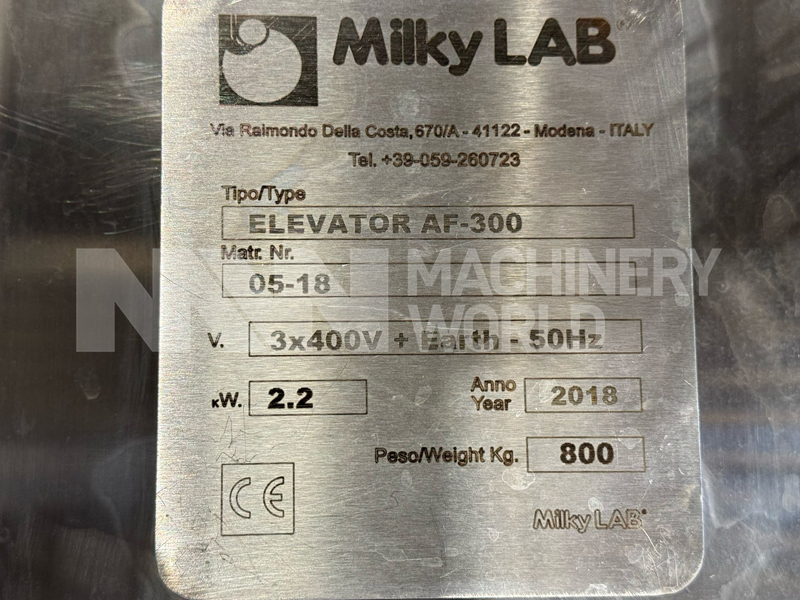 Milky LAB®
Via Raimondo Della Costa, 670/A - 41122 - Modena - ITALY
Tel. +39-059-260723
Tipo/Type
ELEVATOR AF-300
Matr. Nr.
05-18
V. 3x400V + Earth - 50Hz
KW. 2.2
Anno
Year 2018
Peso/Weight Kg. 800
CE
Milky LAB®
MACHINERY
WORLD